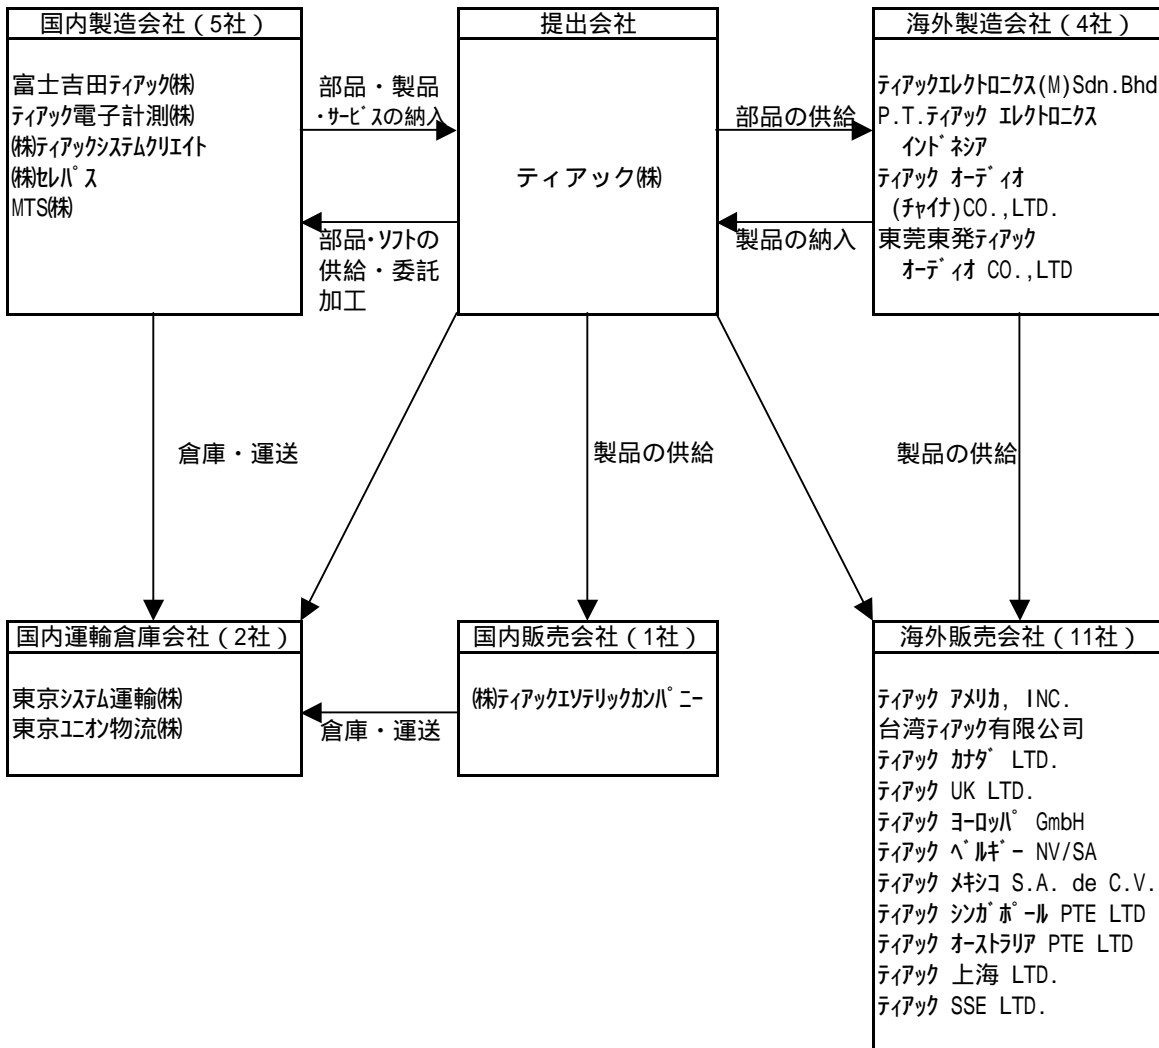 国内製造会社(5社)
富士吉田ティアック㈱
ティアック電子計測㈱
㈱ティアックシステムクリエイト
㈱セレパス
MTS㈱
部品・製品
・サービスの納入
部品・ソフトの
供給・委託
加工
提出会社
ティアック㈱
部品の供給
製品の納入
海外製造会社(4社)
ティアックエレクトロニクス(M)Sdn.Bhd
P.T.ティアック エレクトロニクス
インドネシア
ティアック オーディオ
(チャイナ)CO.,LTD.
東莞東発ティアック
オーディオ CO.,LTD
倉庫・運送
製品の供給
製品の供給
国内運輸倉庫会社(2社)
東京システム運輸㈱
東京ユニオン物流㈱
倉庫・運送
国内販売会社(1社)
㈱ティアックエソテリックカンパニー
海外販売会社(11社)
ティアック アメリカ, INC.
台湾ティアック有限公司
ティアック カナダ LTD.
ティアック UK LTD.
ティアック ヨーロッパ GmbH
ティアック ベルギー NV/SA
ティアック メキシコ S.A. de C.V.
ティアック シンガポール PTE LTD
ティアック オーストラリア PTE LTD
ティアック 上海 LTD.
ティアック SSE LTD.